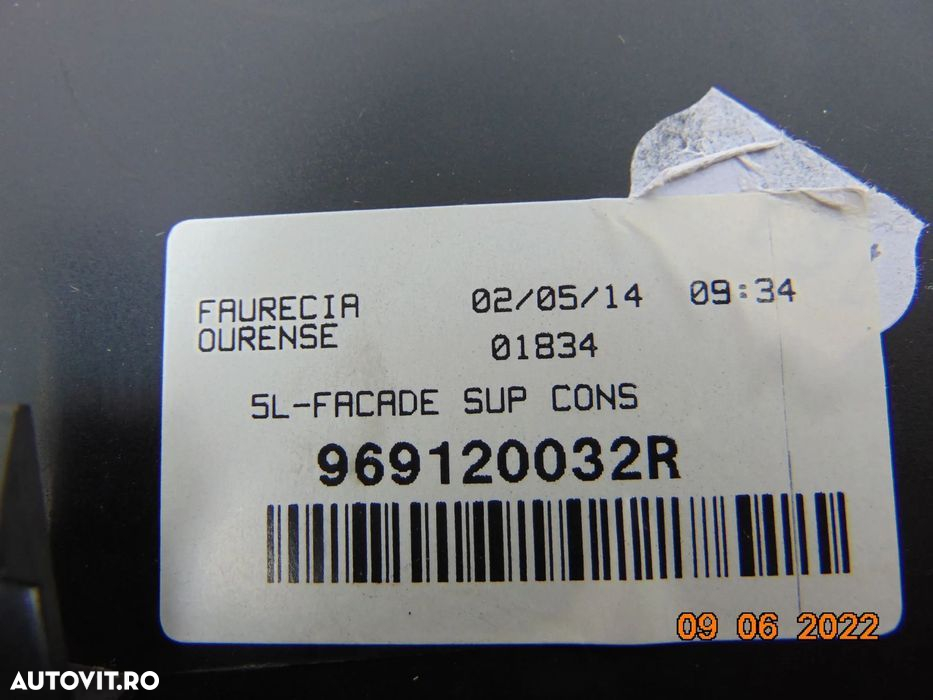 FAURECIA 02/05/14 09:34
OURENSE 01834
5L-FACADE SUP CONS
969120032R
09 06 2022
AUTOVIT.RO